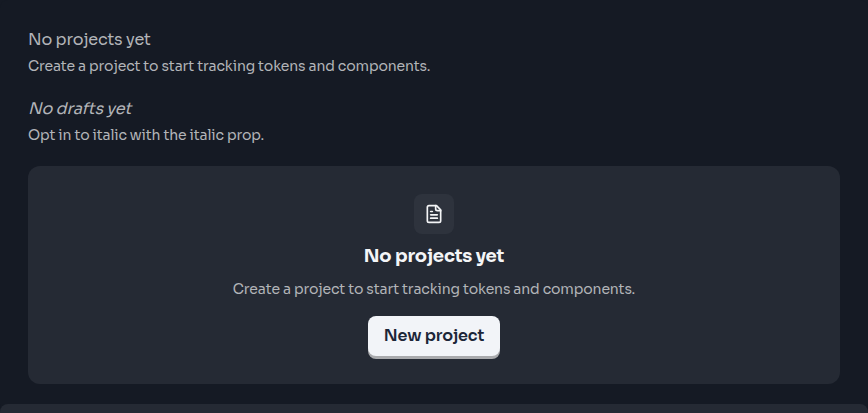 No projects yet
Create a project to start tracking tokens and components.
No drafts yet
Opt in to italic with the italic prop.
No projects yet
Create a project to start tracking tokens and components.
New project